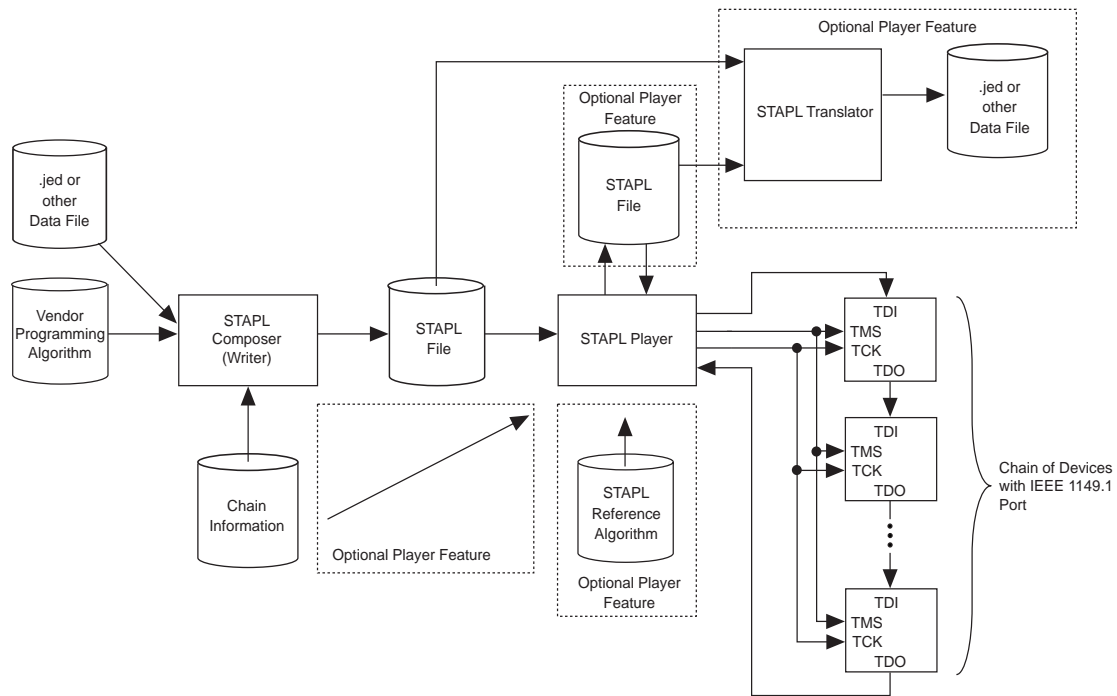 Optional Player Feature
STAPL Translator
.jed or
other
Data File
Optional Player
Feature
STAPL
File
.jed or
other
Data File
Vendor
Programming
Algorithm
STAPL
Composer
(Writer)
STAPL
File
STAPL Player
TDI
TMS
TCK
TDO
TDI
TMS
TCK
TDO
TDI
TMS
TCK
TDO
Chain of Devices
with IEEE 1149.1
Port
Chain
Information
Optional Player Feature
STAPL
Reference
Algorithm
Optional Player
Feature